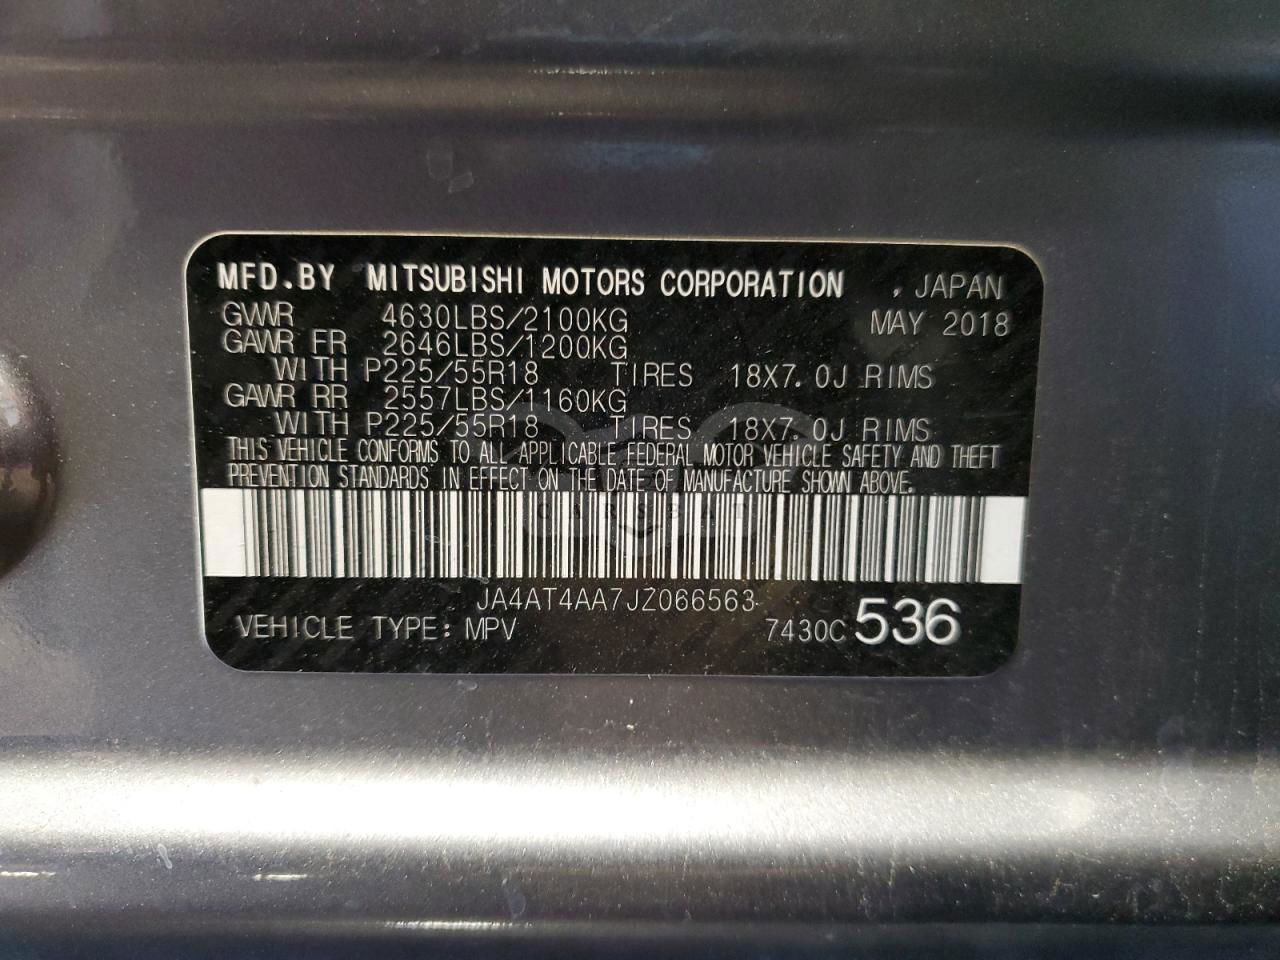 MFD.BY MITSUBISHI MOTORS CORPORATION , JAPAN
GVWR 4630LBS/2100KG MAY 2018
GAWR FR 2646LBS/1200KG
WITH P225/55R18 TIRES 18X7.0J RIMS
GAWR RR 2557LBS/1160KG
WITH P225/55R18 TIRES 18X7.0J RIMS
THIS VEHICLE CONFORMS TO ALL APPLICABLE FEDERAL MOTOR VEHICLE SAFETY AND THEFT
PREVENTION STANDARDS IN EFFECT ON THE DATE OF MANUFACTURE SHOWN ABOVE.
JA4AT4AA7JZ066563
VEHICLE TYPE: MPV 7430C 536